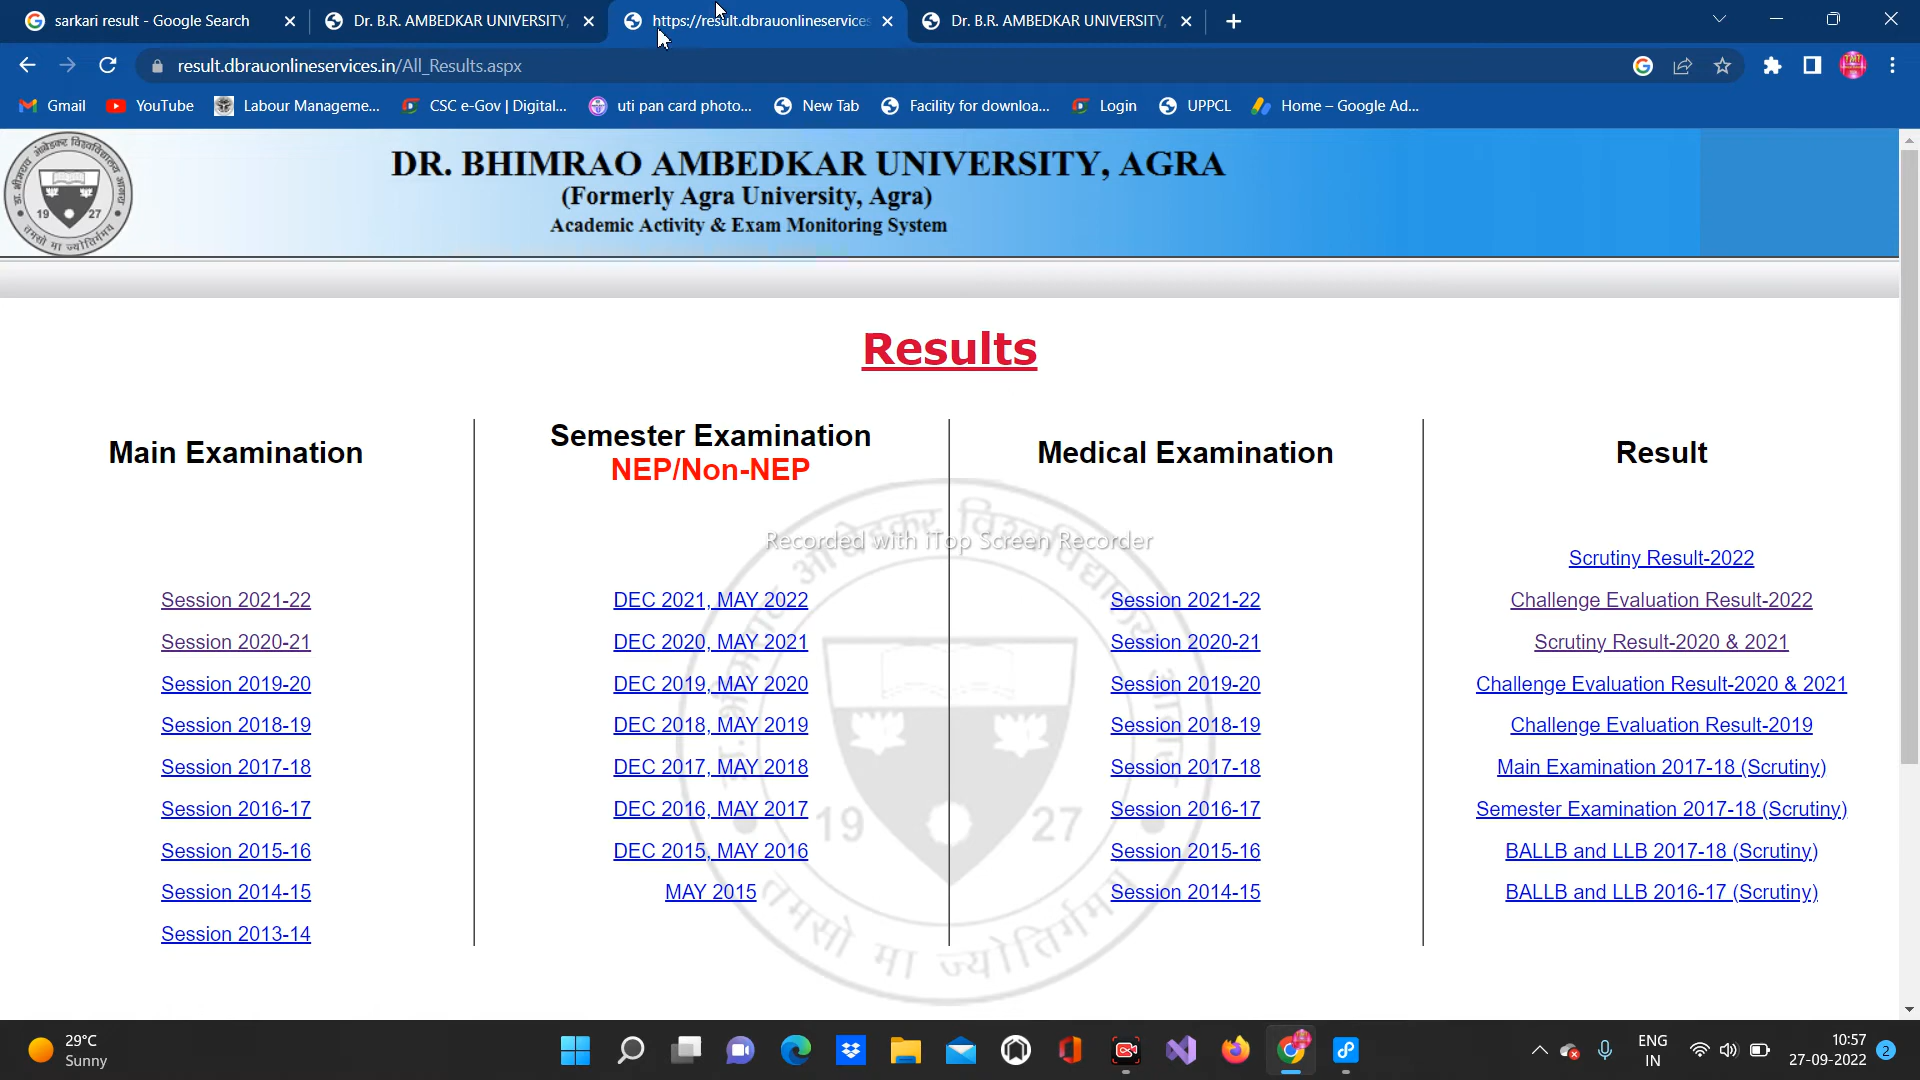 sarkari result - Google Search
Dr. B.R. AMBEDKAR UNIVERSITY,
https://result.dbrauonlineservices
Dr. B.R. AMBEDKAR UNIVERSITY,
result.dbrauonlineservices.in/All_Results.aspx
Gmail
YouTube
Labour Manageme...
CSC e-Gov | Digital...
uti pan card photo...
New Tab
Facility for downloa...
Login
UPPCL
Home – Google Ad...
DR. BHIMRAO AMBEDKAR UNIVERSITY, AGRA
(Formerly Agra University, Agra)
Academic Activity & Exam Monitoring System
19 27
तमसो मा ज्योतिर्गमय
Results
Main Examination
Session 2021-22
Session 2020-21
Session 2019-20
Session 2018-19
Session 2017-18
Session 2016-17
Session 2015-16
Session 2014-15
Session 2013-14
Semester Examination
NEP/Non-NEP
DEC 2021, MAY 2022
DEC 2020, MAY 2021
DEC 2019, MAY 2020
DEC 2018, MAY 2019
DEC 2017, MAY 2018
DEC 2016, MAY 2017
DEC 2015, MAY 2016
MAY 2015
Medical Examination
Session 2021-22
Session 2020-21
Session 2019-20
Session 2018-19
Session 2017-18
Session 2016-17
Session 2015-16
Session 2014-15
Result
Scrutiny Result-2022
Challenge Evaluation Result-2022
Scrutiny Result-2020 & 2021
Challenge Evaluation Result-2020 & 2021
Challenge Evaluation Result-2019
Main Examination 2017-18 (Scrutiny)
Semester Examination 2017-18 (Scrutiny)
BALLB and LLB 2017-18 (Scrutiny)
BALLB and LLB 2016-17 (Scrutiny)
Recorded with iTop Screen Recorder
19 27
तमसो मा ज्योतिर्गमय
29°C
Sunny
ENG
IN
10:57
27-09-2022
2